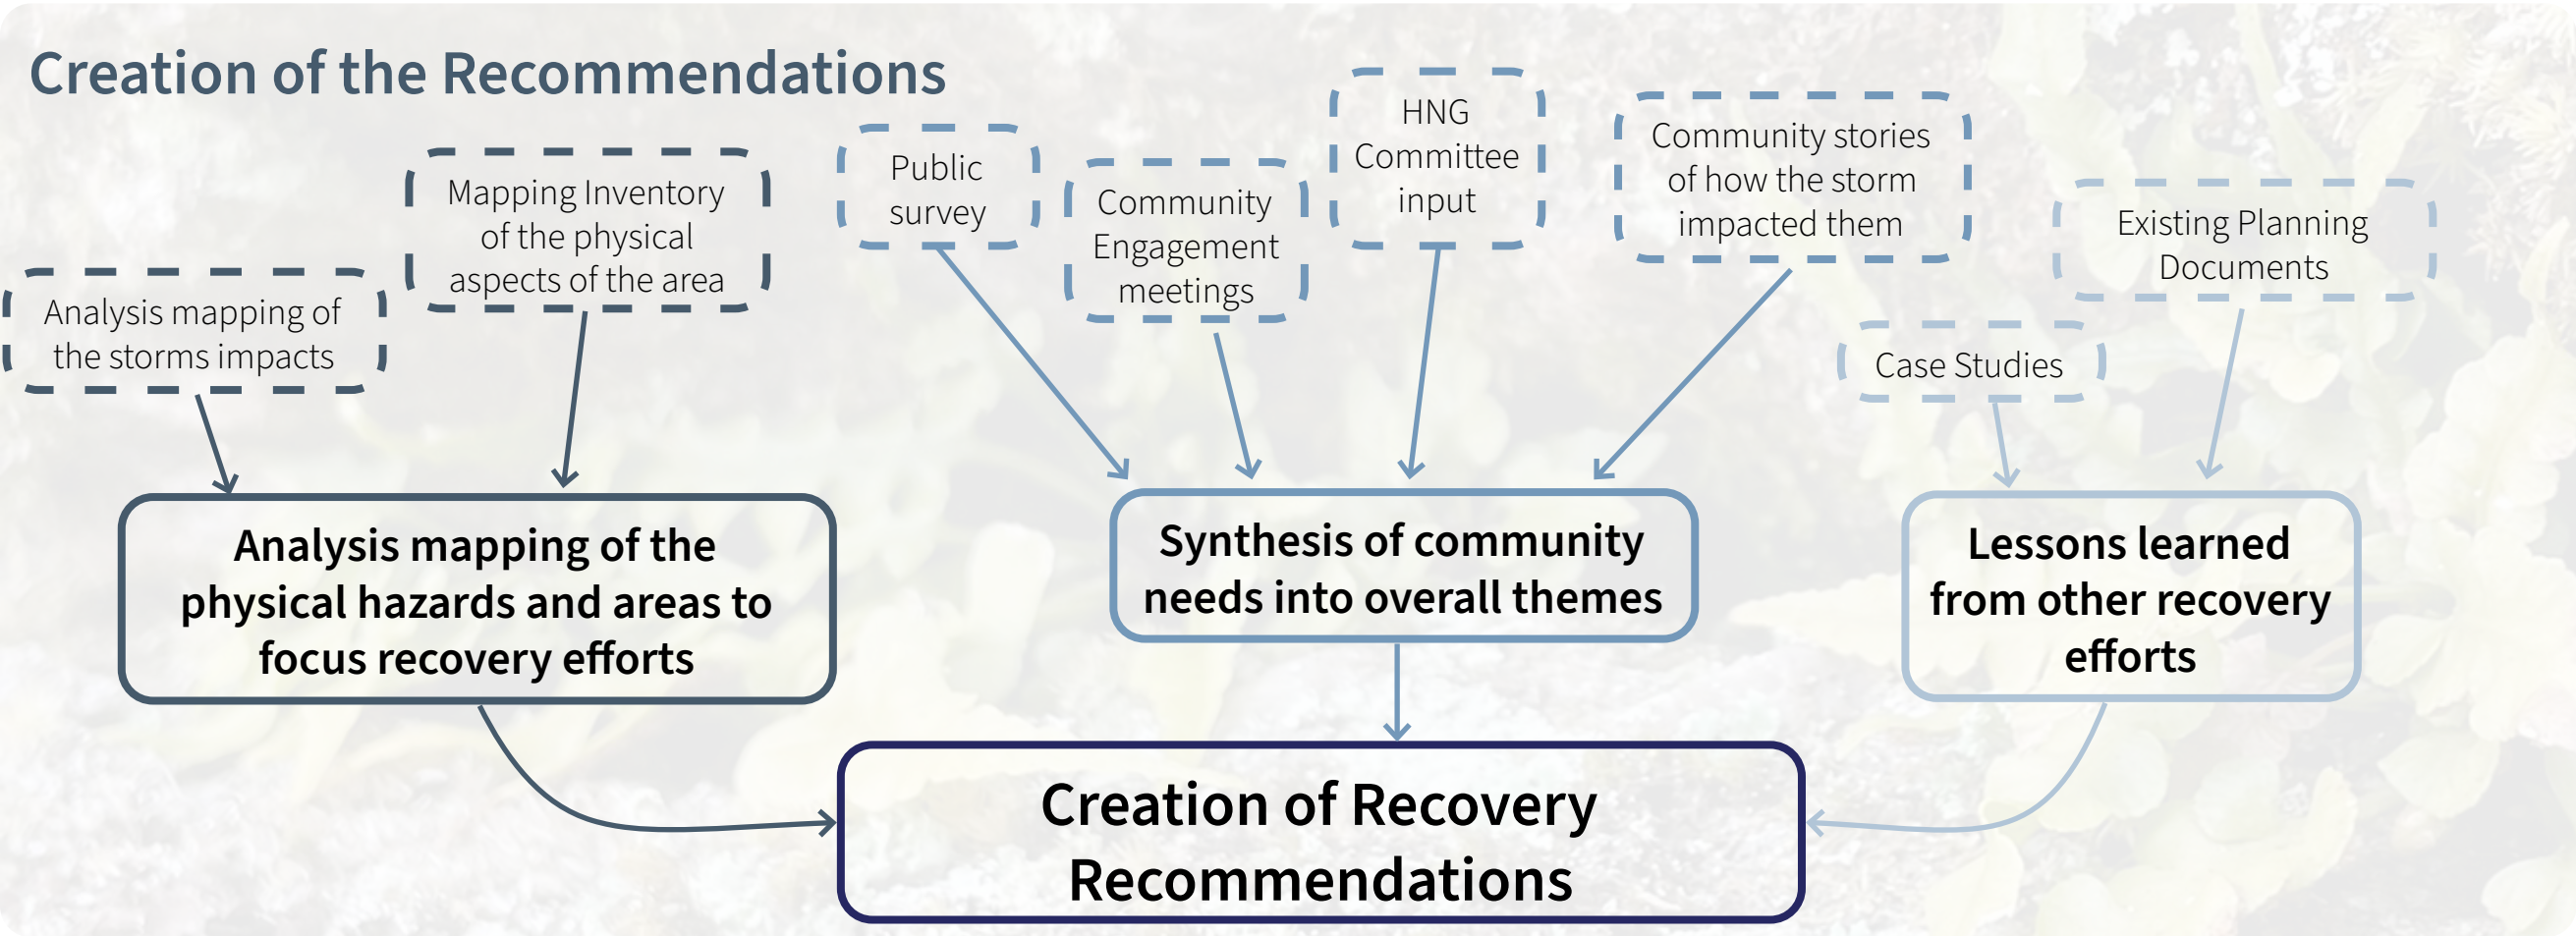 Creation of the Recommendations
Analysis mapping of
the storms impacts
Mapping Inventory
of the physical
aspects of the area
Public
survey
Community
Engagement
meetings
HNG
Committee
input
Community stories
of how the storm
impacted them
Case Studies
Existing Planning
Documents
Analysis mapping of the
physical hazards and areas to
focus recovery efforts
Synthesis of community
needs into overall themes
Lessons learned
from other recovery
efforts
Creation of Recovery
Recommendations